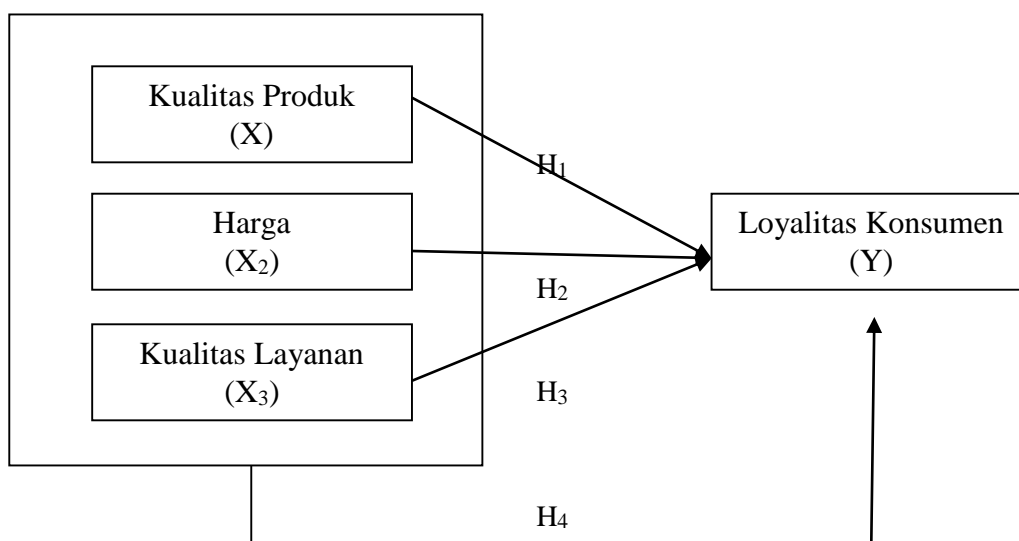 Kualitas Produk
(X)
H₁
Harga
(X₂)
Loyalitas Konsumen
(Y)
H₂
Kualitas Layanan
(X₃)
H₃
H₄